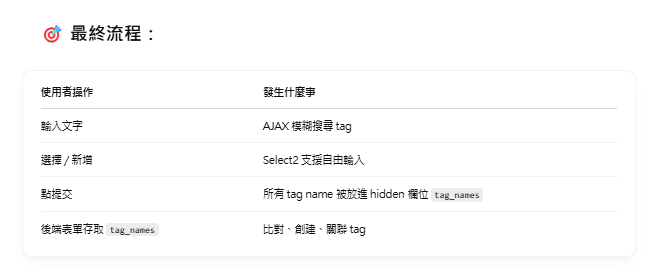 🎯 最終流程：
使用者操作 發生什麼事
輸入文字 AJAX 模糊搜尋 tag
選擇 / 新增 Select2 支援自由輸入
點提交 所有 tag name 被放進 hidden 欄位 tag_names
後端表單存取 tag_names 比對、創建、關聯 tag